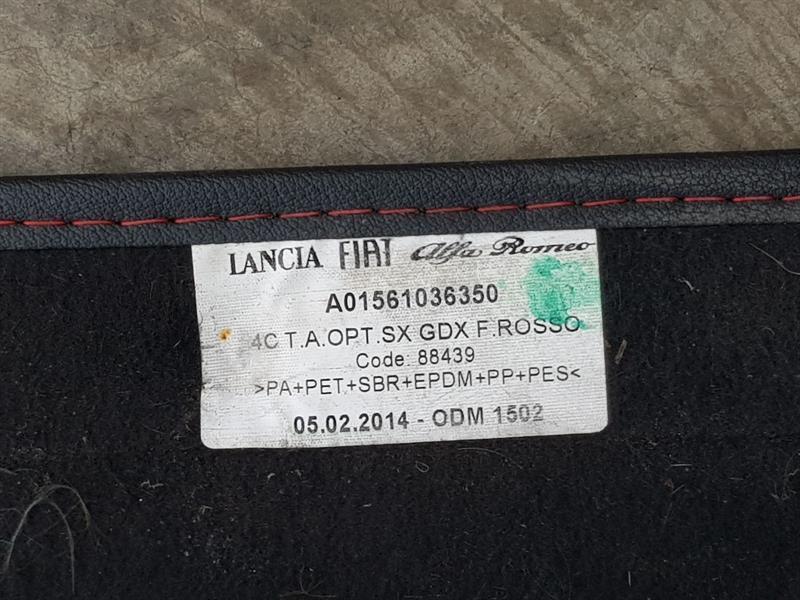 LANCIA FIAT Alfa Romeo
A01561036350
4C T.A.OPT.SX GDX F.ROSSO
Code: 88439
>PA+PET+SBR+EPDM+PP+PES<
05.02.2014 - ODM 1502